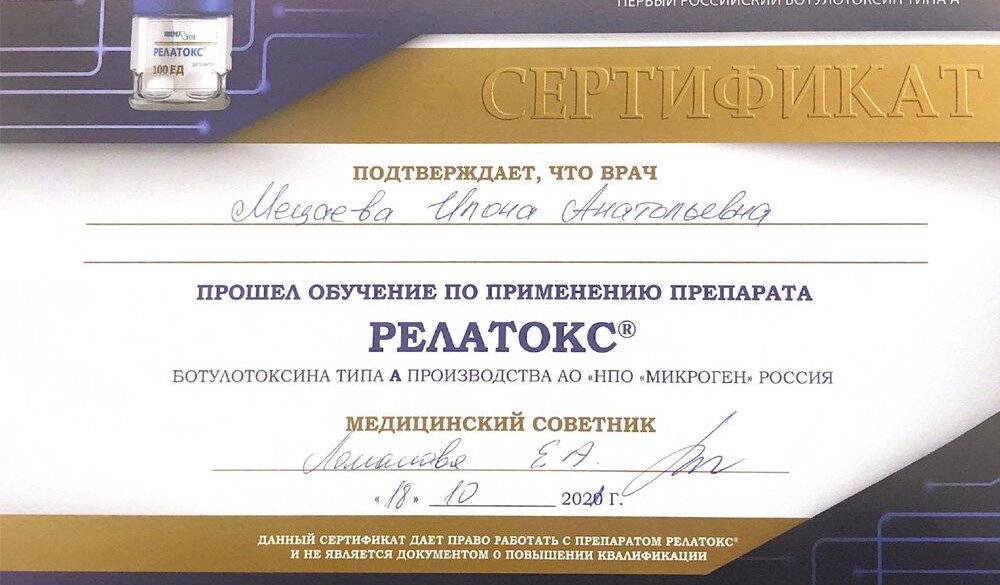 ПЕРВЫЙ РОССИЙСКИЙ БОТУЛОТОКСИН ТИПА А
МИКРОГЕН
РЕЛАТОКС®
100 ЕД
СЕРТИФИКАТ
ПОДТВЕРЖДАЕТ, ЧТО ВРАЧ
Мецаева Илона Анатольевна
ПРОШЕЛ ОБУЧЕНИЕ ПО ПРИМЕНЕНИЮ ПРЕПАРАТА
РЕЛАТОКС®
БОТУЛОТОКСИНА ТИПА А ПРОИЗВОДСТВА АО «НПО «МИКРОГЕН» РОССИЯ
МЕДИЦИНСКИЙ СОВЕТНИК
Е А.
«18» 10 2021 Г.
ДАННЫЙ СЕРТИФИКАТ ДАЕТ ПРАВО РАБОТАТЬ С ПРЕПАРАТОМ РЕЛАТОКС®
И НЕ ЯВЛЯЕТСЯ ДОКУМЕНТОМ О ПОВЫШЕНИИ КВАЛИФИКАЦИИ